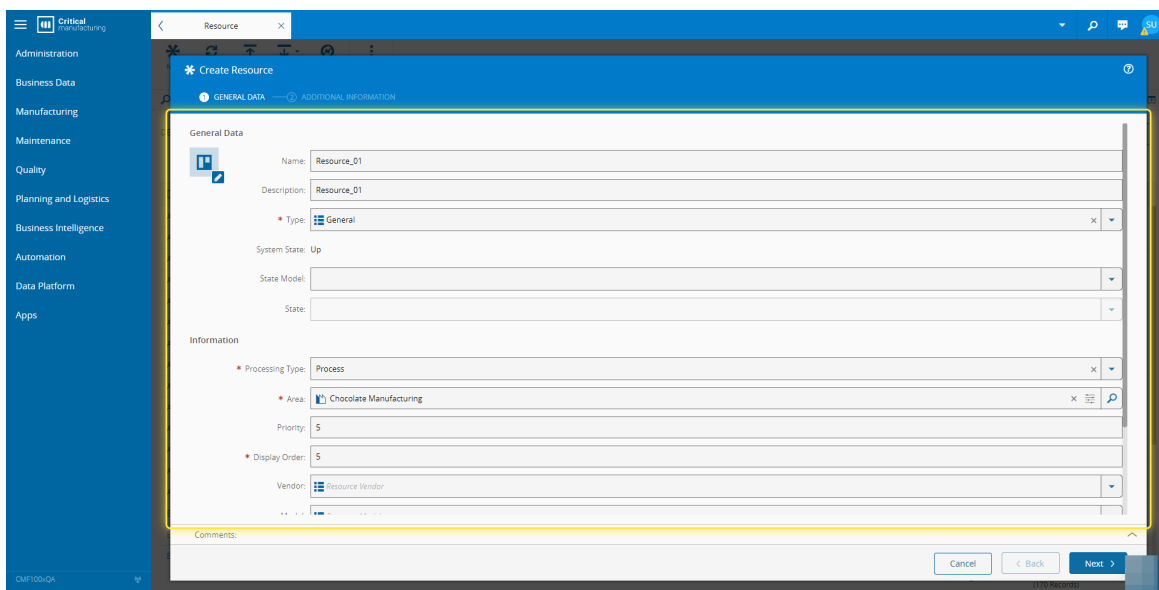 Critical manufacturing
Resource
SU
Administration
Business Data
Manufacturing
Maintenance
Quality
Planning and Logistics
Business Intelligence
Automation
Data Platform
Apps
CMF100xQA
Create Resource
1 GENERAL DATA 2 ADDITIONAL INFORMATION
General Data
Name: Resource_01
Description: Resource_01
* Type: General
System State: Up
State Model:
State:
Information
* Processing Type: Process
* Area: Chocolate Manufacturing
Priority: 5
* Display Order: 5
Vendor: Resource Vendor
Comments:
Cancel
Back
Next
(170 Records)